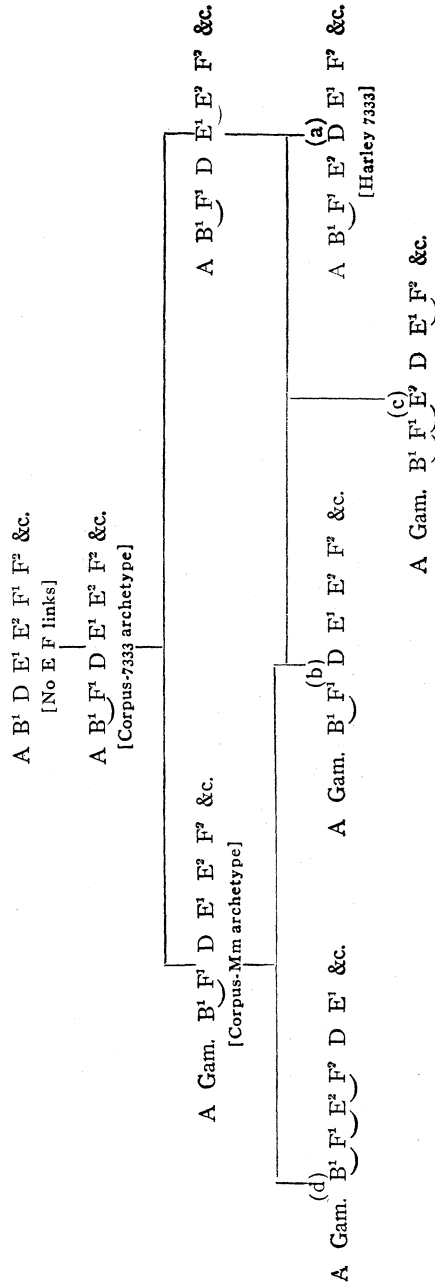 A B¹ D E¹ E² F¹ F² &c.
[No E F links]
A B¹ F¹ D E¹ E² F² &c.
[Corpus-7333 archetype]
A Gam. B¹ F¹ D E¹ E² F² &c.
[Corpus-Mm archetype]
A B¹ F¹ D E¹ E² F² &c.
(d)
A Gam. B¹ F¹ E² F² D E¹ &c.
(b)
A Gam. B¹ F¹ D E¹ E² F² &c.
(a)
A B¹ F¹ E² D E¹ F² &c.
[Harley 7333]
(c)
A Gam. B¹ F¹ E² D E¹ F² &c.